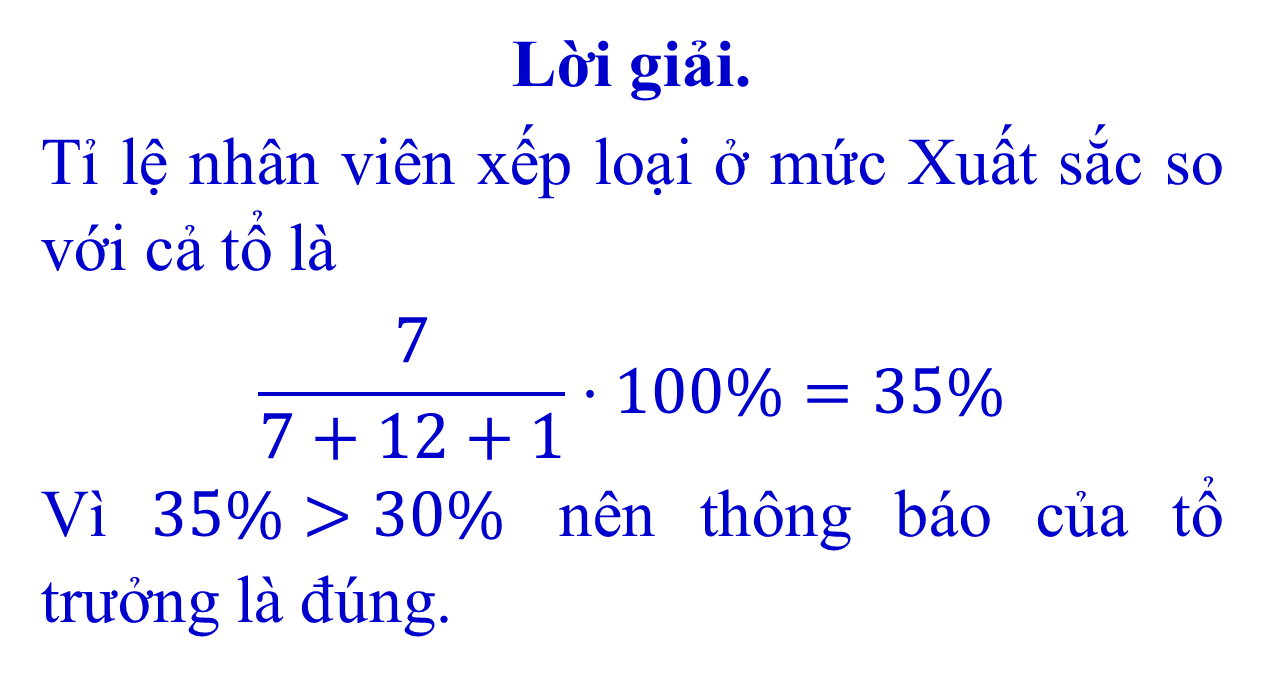 Lời giải.
Tỉ lệ nhân viên xếp loại ở mức Xuất sắc so
với cả tổ là
7
7 + 12 + 1
· 100% = 35%
Vì 35% > 30% nên thông báo của tổ
trưởng là đúng.